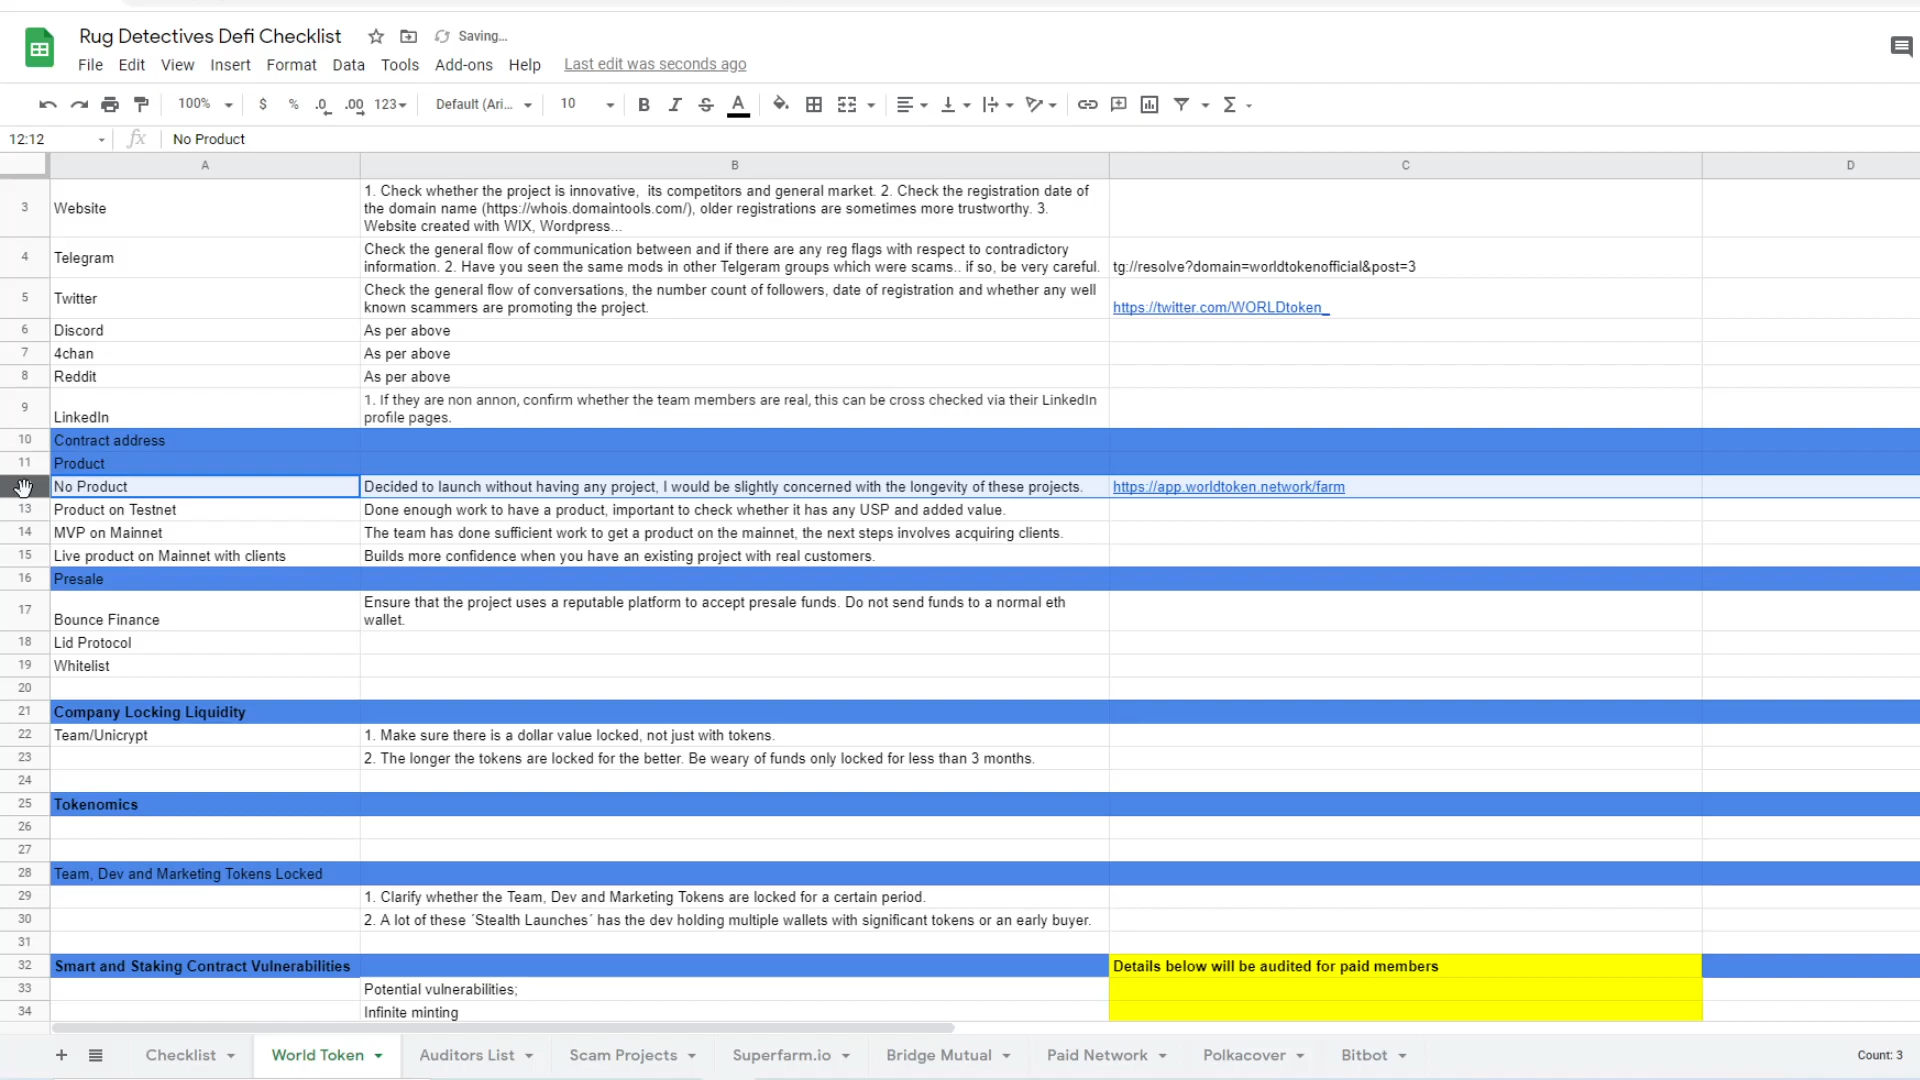 Rug Detectives Defi Checklist
Saving...
File Edit View Insert Format Data Tools Add-ons Help Last edit was seconds ago
100% $ % .0 .00 123 Default (Ari... 10 B I S A Σ
12:12 fx No Product
A B C D
3 Website 1. Check whether the project is innovative, its competitors and general market. 2. Check the registration date of
the domain name (https://whois.domaintools.com/), older registrations are sometimes more trustworthy. 3.
Website created with WIX, Wordpress...
4 Telegram Check the general flow of communication between and if there are any reg flags with respect to contradictory
information. 2. Have you seen the same mods in other Telgeram groups which were scams.. if so, be very careful. tg://resolve?domain=worldtokenofficial&post=3
5 Twitter Check the general flow of conversations, the number count of followers, date of registration and whether any well
known scammers are promoting the project. https://twitter.com/WORLDtoken_
6 Discord As per above
7 4chan As per above
8 Reddit As per above
9 LinkedIn 1. If they are non annon, confirm whether the team members are real, this can be cross checked via their LinkedIn
profile pages.
10 Contract address
11 Product
No Product Decided to launch without having any project, I would be slightly concerned with the longevity of these projects. https://app.worldtoken.network/farm
13 Product on Testnet Done enough work to have a product, important to check whether it has any USP and added value.
14 MVP on Mainnet The team has done sufficient work to get a product on the mainnet, the next steps involves acquiring clients.
15 Live product on Mainnet with clients Builds more confidence when you have an existing project with real customers.
16 Presale
17 Bounce Finance Ensure that the project uses a reputable platform to accept presale funds. Do not send funds to a normal eth
wallet.
18 Lid Protocol
19 Whitelist
20
21 Company Locking Liquidity
22 Team/Unicrypt 1. Make sure there is a dollar value locked, not just with tokens.
23 2. The longer the tokens are locked for the better. Be weary of funds only locked for less than 3 months.
24
25 Tokenomics
26
27
28 Team, Dev and Marketing Tokens Locked
29 1. Clarify whether the Team, Dev and Marketing Tokens are locked for a certain period.
30 2. A lot of these ´Stealth Launches´ has the dev holding multiple wallets with significant tokens or an early buyer.
31
32 Smart and Staking Contract Vulnerabilities Details below will be audited for paid members
33 Potential vulnerabilities;
34 Infinite minting
+ Checklist World Token Auditors List Scam Projects Superfarm.io Bridge Mutual Paid Network Polkacover Bitbot Count: 3